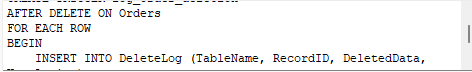 AFTER DELETE ON Orders
FOR EACH ROW
BEGIN
    INSERT INTO DeleteLog (TableName, RecordID, DeletedData,